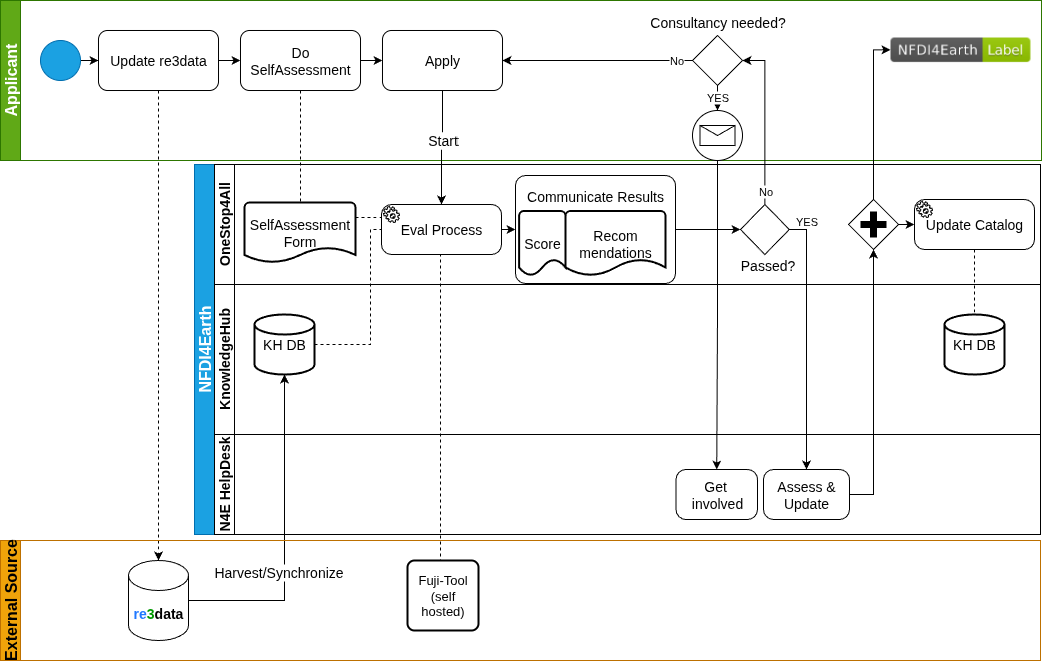 Applicant
Update re3data
Do
SelfAssessment
Apply
Consultancy needed?
No
YES
NFDI4Earth Label
Start
NFDI4Earth
OneStop4All
SelfAssessment
Form
Eval Process
Communicate Results
Score
Recom
mendations
No
YES
Passed?
Update Catalog
KnowledgeHub
KH DB
KH DB
N4E HelpDesk
Get
involved
Assess &
Update
External Source
Harvest/Synchronize
re3data
Fuji-Tool
(self
hosted)